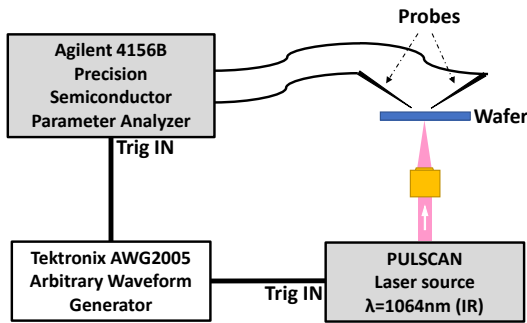 Probes
Agilent 4156B
Precision
Semiconductor
Parameter Analyzer
Wafer
Trig IN
Tektronix AWG2005
Arbitrary Waveform
Generator
Trig IN
PULSCAN
Laser source
λ=1064nm (IR)